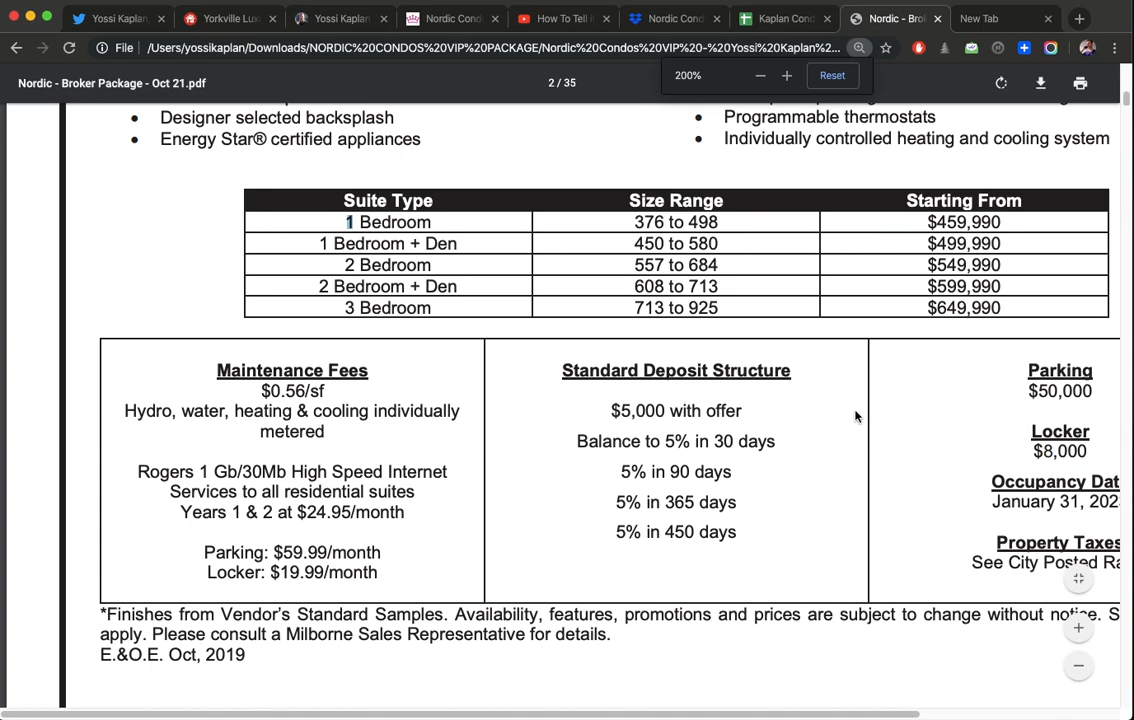 Yossi Kaplan
Yorkville Lux
Yossi Kaplan
Nordic Cond
How To Tell i
Nordic Cond
Kaplan Cond
Nordic - Brok
New Tab
File
/Users/yossikaplan/Downloads/NORDIC%20CONDOS%20VIP%20PACKAGE/Nordic%20Condos%20VIP%20-%20Yossi%20Kaplan%...
Nordic - Broker Package - Oct 21.pdf
2 / 35
200%
Reset
• Designer selected backsplash
• Energy Star® certified appliances
• Programmable thermostats
• Individually controlled heating and cooling system
Suite Type Size Range Starting From
1 Bedroom 376 to 498 $459,990
1 Bedroom + Den 450 to 580 $499,990
2 Bedroom 557 to 684 $549,990
2 Bedroom + Den 608 to 713 $599,990
3 Bedroom 713 to 925 $649,990
Maintenance Fees
$0.56/sf
Hydro, water, heating & cooling individually
metered
Rogers 1 Gb/30Mb High Speed Internet
Services to all residential suites
Years 1 & 2 at $24.95/month
Parking: $59.99/month
Locker: $19.99/month
Standard Deposit Structure
$5,000 with offer
Balance to 5% in 30 days
5% in 90 days
5% in 365 days
5% in 450 days
Parking
$50,000
Locker
$8,000
Occupancy Dat
January 31, 202
Property Taxes
See City Posted Ra
*Finishes from Vendor's Standard Samples. Availability, features, promotions and prices are subject to change without notice. S
apply. Please consult a Milborne Sales Representative for details.
E.&O.E. Oct, 2019